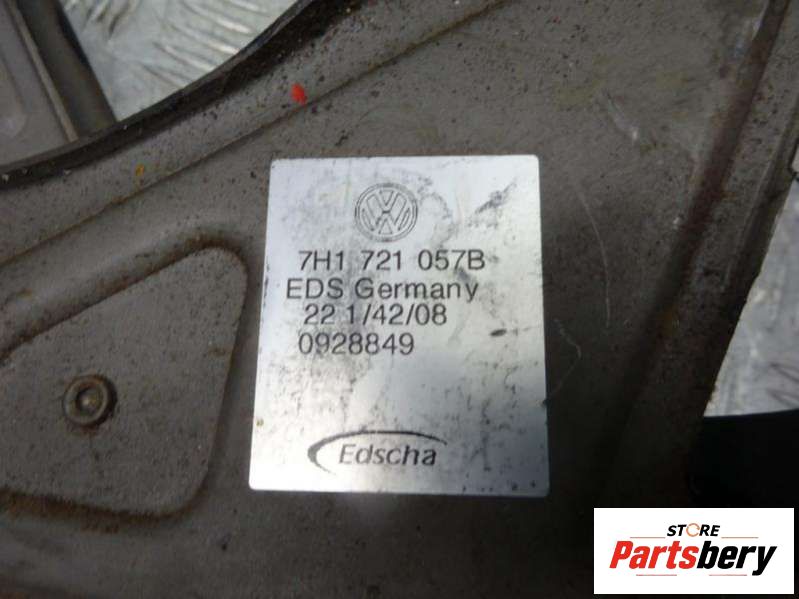 7H1 721 057B
EDS Germany
22 1/42/08
0928849
Edscha
STORE
Partsbery